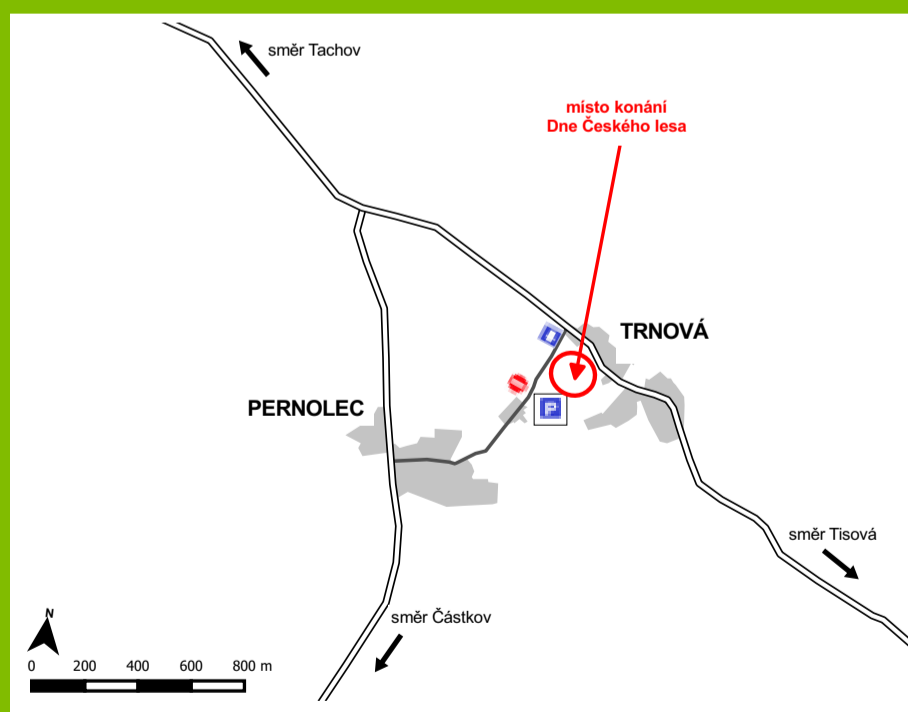 směr Tachov
místo konání
Dne Českého lesa
TRNOVÁ
PERNOLEC
P
směr Tisová
směr Částkov
N
0 200 400 600 800 m